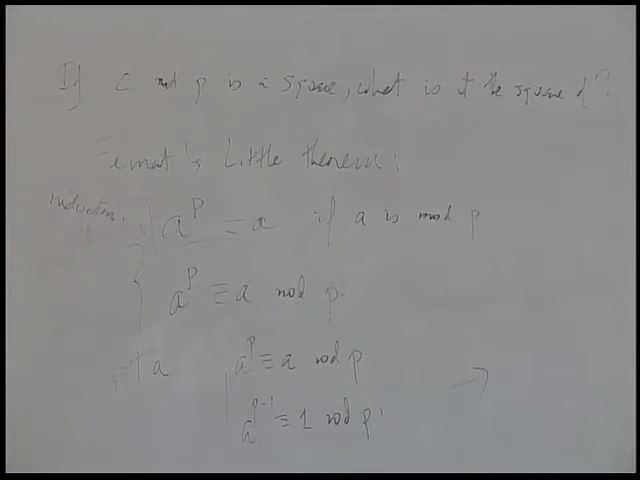 If c mod p is a square, what is it the square of?
Fermat's Little theorem:
induction. a^p ≡ a if a is mod p
a^p ≡ a mod p.
p∤a a^p ≡ a mod p
a^{p-1} ≡ 1 mod p